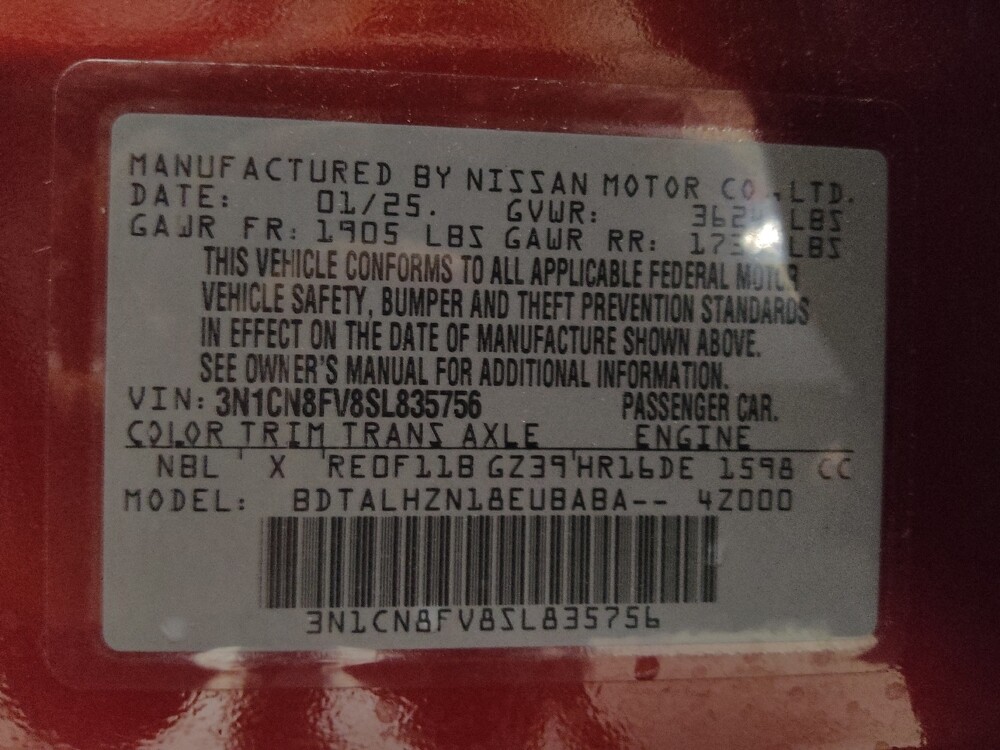 MANUFACTURED BY NISSAN MOTOR CO.,LTD.
DATE: 01/25. GVWR: LBS
GAWR FR: 1905 LBS GAWR RR: LBS
THIS VEHICLE CONFORMS TO ALL APPLICABLE FEDERAL MOTOR
VEHICLE SAFETY, BUMPER AND THEFT PREVENTION STANDARDS
IN EFFECT ON THE DATE OF MANUFACTURE SHOWN ABOVE.
SEE OWNER'S MANUAL FOR ADDITIONAL INFORMATION.
VIN: 3N1CN8FV8SL835756 PASSENGER CAR.
COLOR TRIM TRANS AXLE ENGINE
NBL X RE0F11B GZ39 HR16DE 1598 CC
MODEL: BDTALHZN18EUBABA-- 4Z000
3N1CN8FV8SL835756